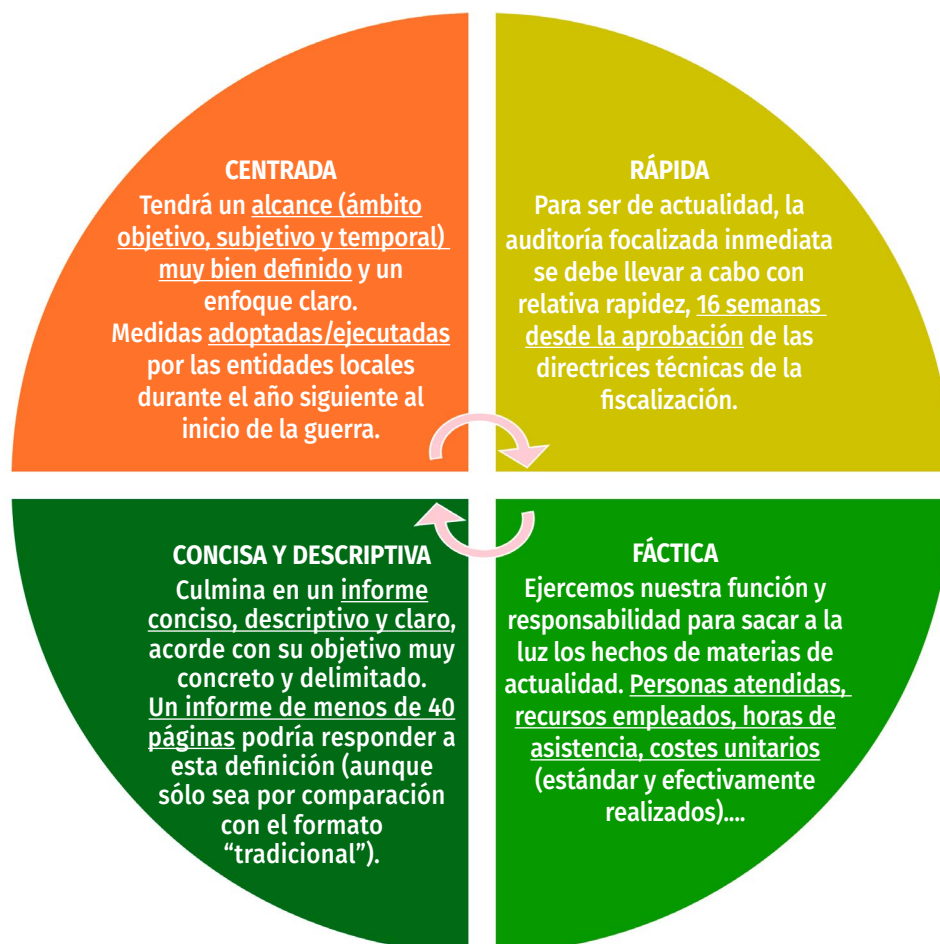 CENTRADA
Tendrá un alcance (ámbito
objetivo, subjetivo y temporal)
muy bien definido y un
enfoque claro.
Medidas adoptadas/ejecutadas
por las entidades locales
durante el año siguiente al
inicio de la guerra.
RÁPIDA
Para ser de actualidad, la
auditoría focalizada inmediata
se debe llevar a cabo con
relativa rapidez, 16 semanas
desde la aprobación de las
directrices técnicas de la
fiscalización.
CONCISA Y DESCRIPTIVA
Culmina en un informe
conciso, descriptivo y claro,
acorde con su objetivo muy
concreto y delimitado.
Un informe de menos de 40
páginas podría responder a
esta definición (aunque
sólo sea por comparación
con el formato
“tradicional”).
FÁCTICA
Ejercemos nuestra función y
responsabilidad para sacar a la
luz los hechos de materias de
actualidad. Personas atendidas,
recursos empleados, horas de
asistencia, costes unitarios
(estándar y efectivamente
realizados)....